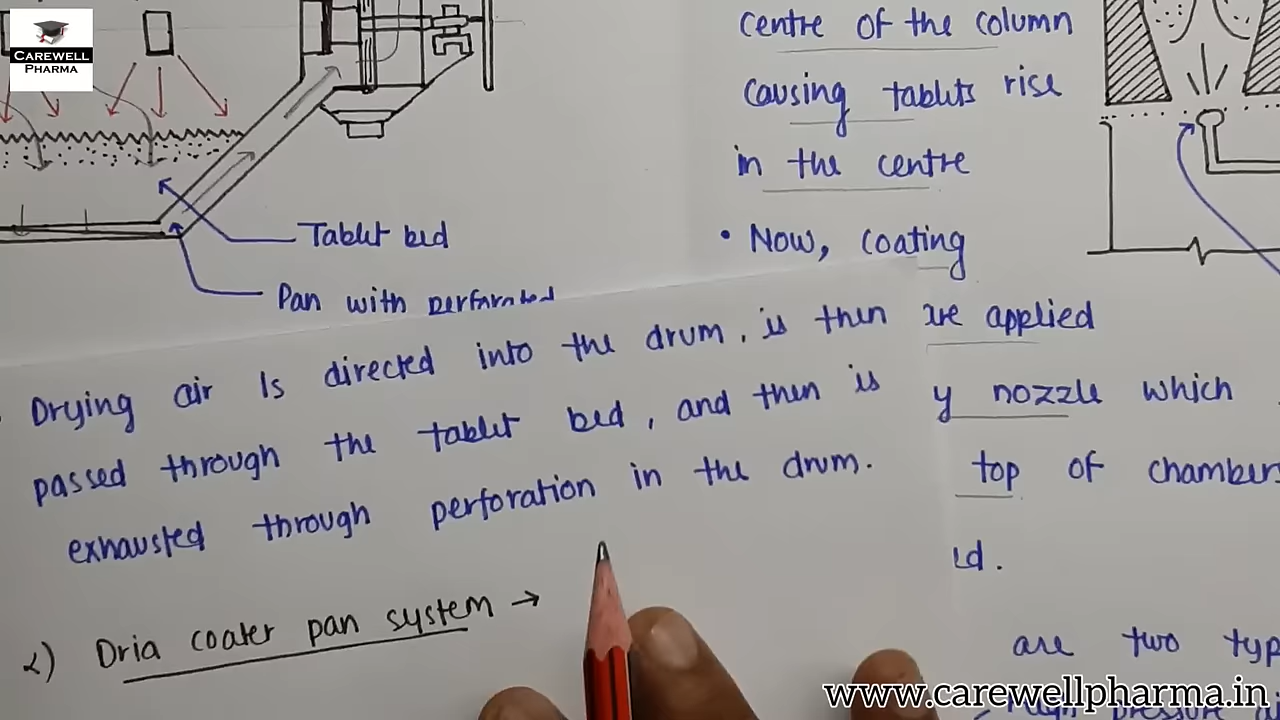 CAREWELL
PHARMA
Tablet bed
Pan with perforated
Drying air is directed into the drum, is then
passed through the tablet bed, and then is
exhausted through perforation in the drum.
2) Dria coater pan system →
centre of the column
causing tablets rise
in the centre
• Now, coating
are applied
y nozzle which
top of chambers
ed.
are two typ
www.carewellpharma.in